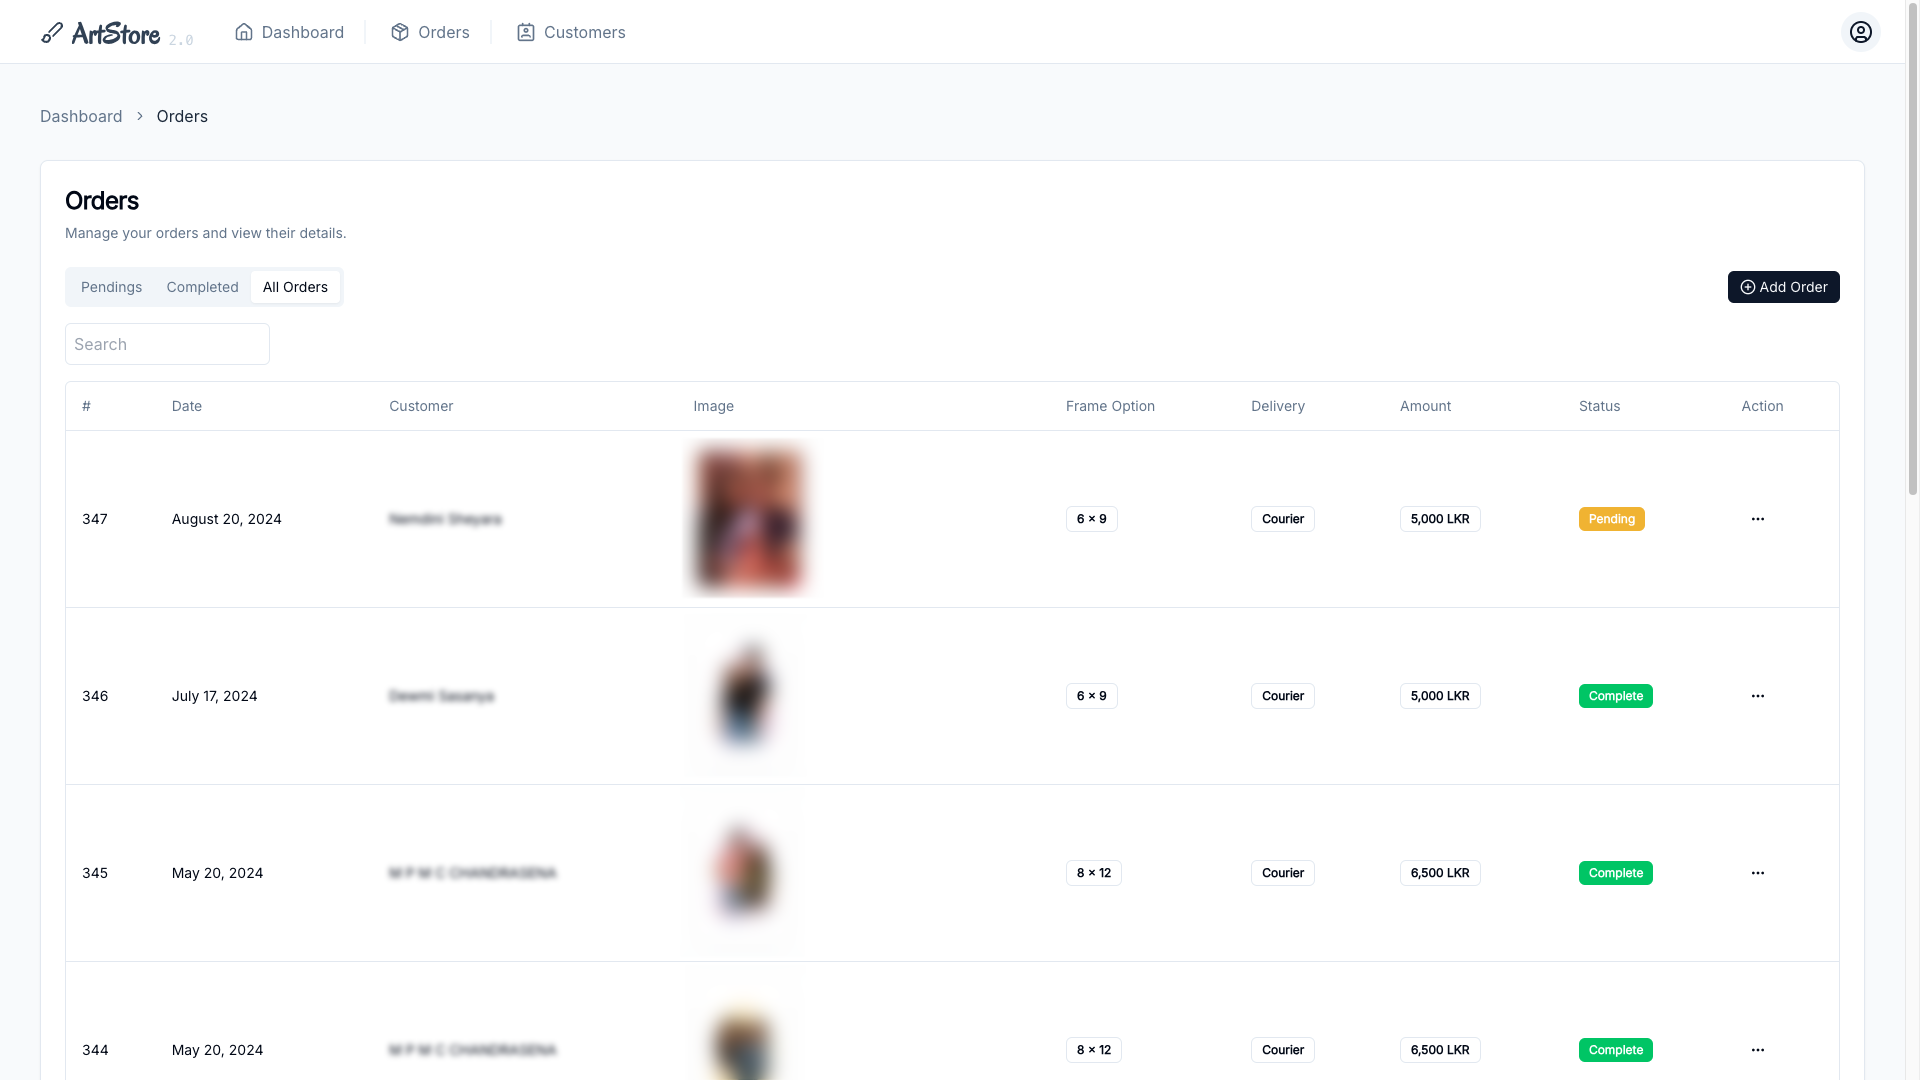 ArtStore 2.0 Dashboard Orders Customers
Dashboard > Orders
Orders
Manage your orders and view their details.
Pendings Completed All Orders Add Order
Search
# Date Customer Image Frame Option Delivery Amount Status Action
347 August 20, 2024 6 × 9 Courier 5,000 LKR Pending
346 July 17, 2024 6 × 9 Courier 5,000 LKR Complete
345 May 20, 2024 8 × 12 Courier 6,500 LKR Complete
344 May 20, 2024 8 × 12 Courier 6,500 LKR Complete